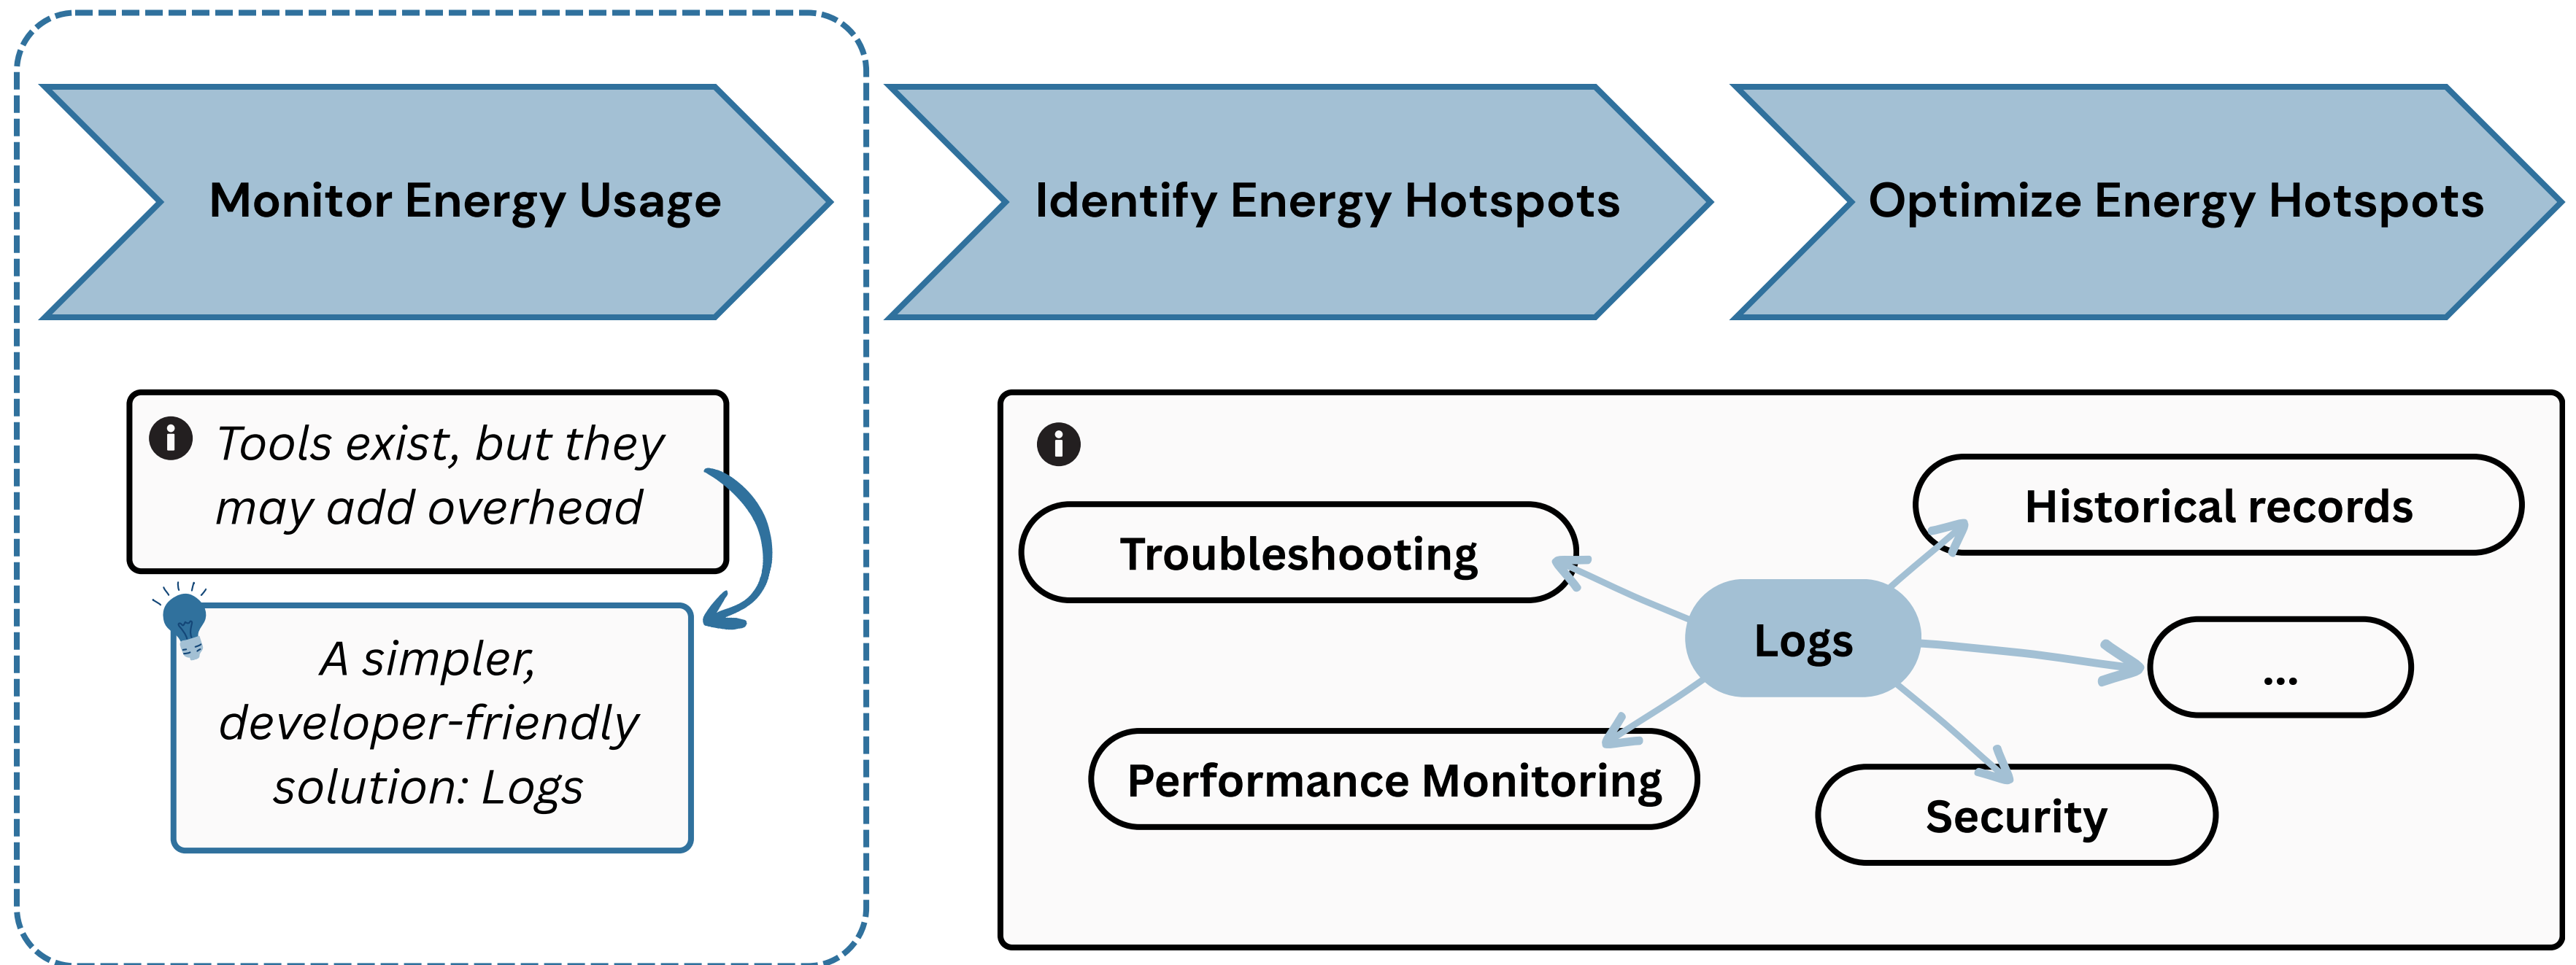 Monitor Energy Usage
Identify Energy Hotspots
Optimize Energy Hotspots
Tools exist, but they
may add overhead
A simpler,
developer-friendly
solution: Logs
Troubleshooting
Historical records
Logs
...
Performance Monitoring
Security